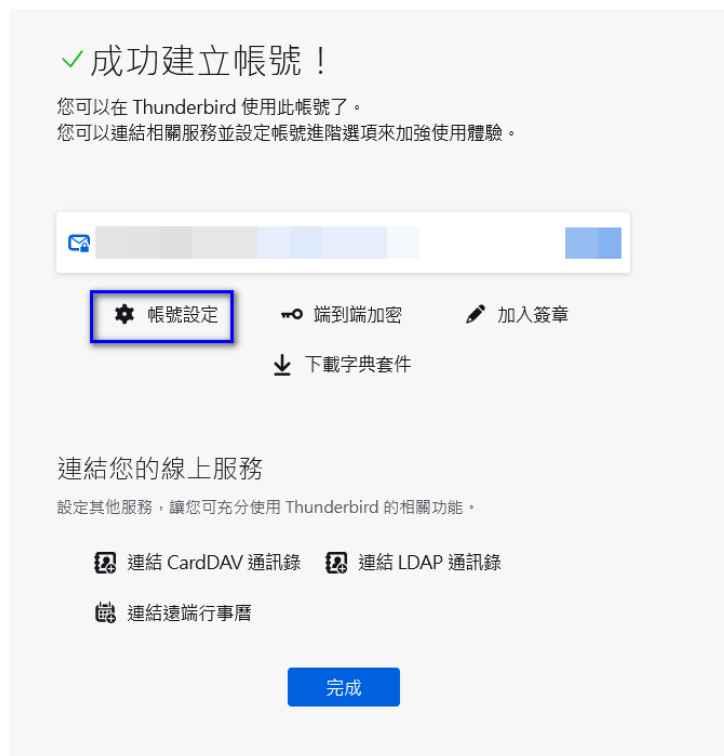 成功建立帳號！
您可以在 Thunderbird 使用此帳號了。
您可以連結相關服務並設定帳號進階選項來加強使用體驗。
帳號設定
端到端加密
加入簽章
下載字典套件
連結您的線上服務
設定其他服務，讓您可充分使用 Thunderbird 的相關功能。
連結 CardDAV 通訊錄
連結 LDAP 通訊錄
連結遠端行事曆
完成